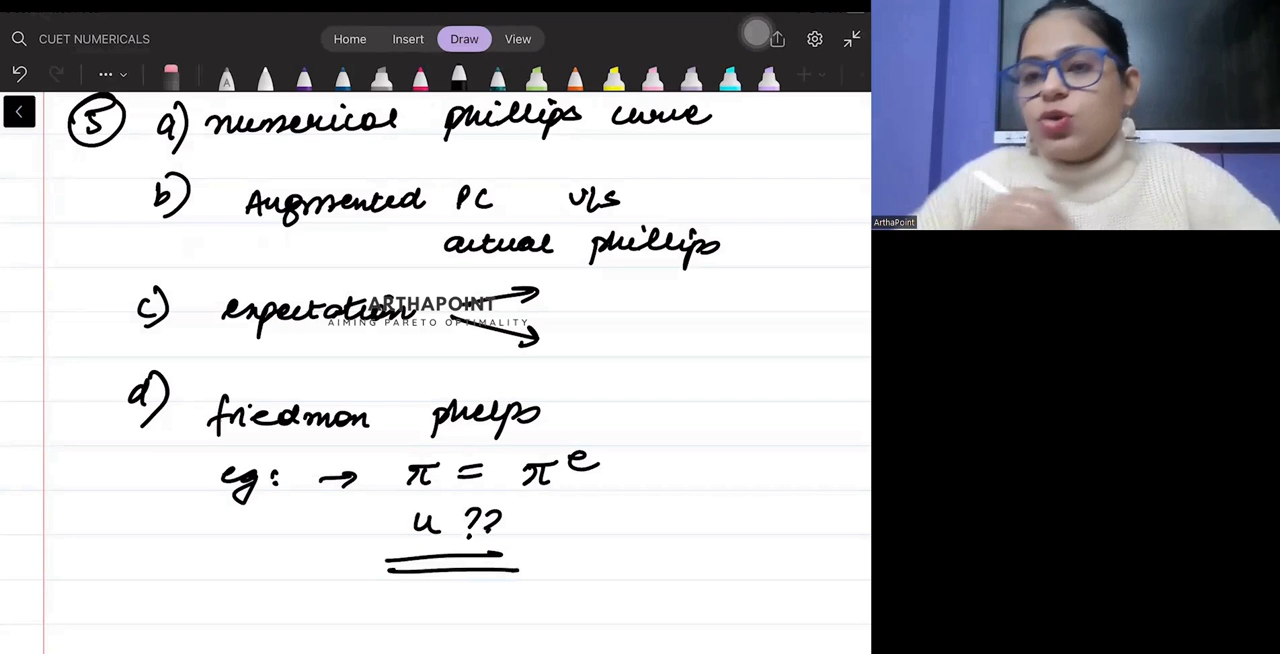 CUET NUMERICALS
Home Insert Draw View
A
5 a) numerical phillips curve
b) Augmented PC v/s
actual phillips
c) expectation
ARTHAPOINT
AIMING PARETO OPTIMALITY
d) friedman phelps
eg: → π = π^e
u ??
ArthaPoint